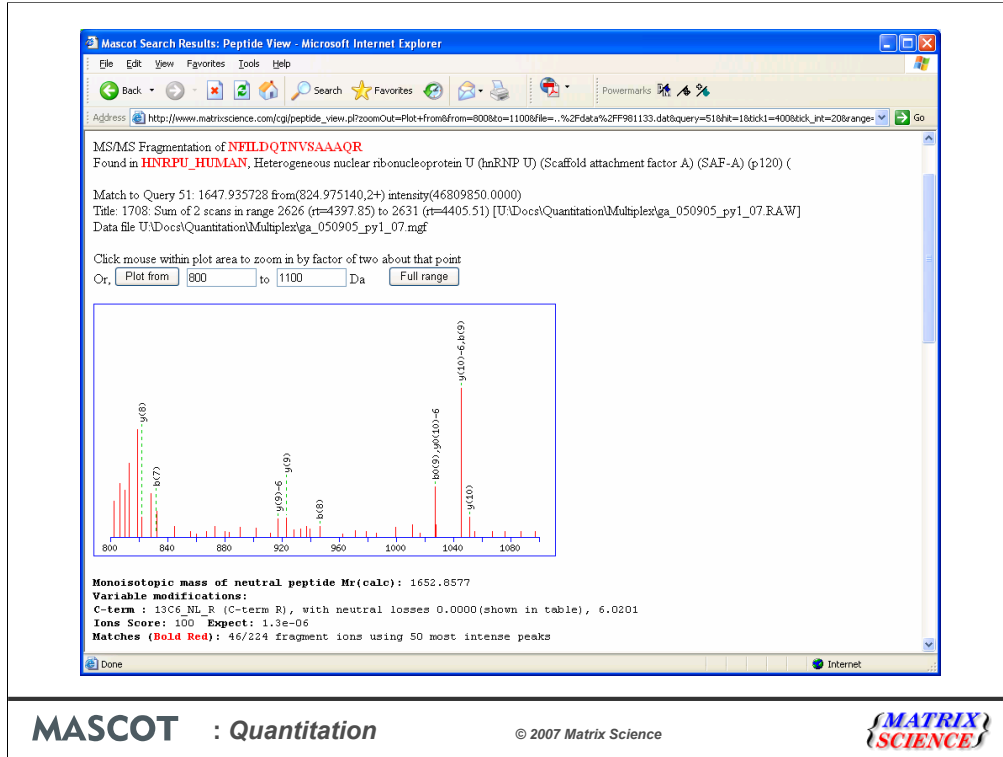 Mascot Search Results: Peptide View - Microsoft Internet Explorer
File Edit View Favorites Tools Help
Back Search Favorites Powermarks
Address http://www.matrixscience.com/cgi/peptide_view.pl?zoomOut=Plot+from&from=800&to=1100&file=..%2Fdata%2FF981133.dat&query=51&hit=1&tick1=400&tick_int=20&range= Go
MS/MS Fragmentation of NFILDQTNVSAAAQR
Found in HNRPU_HUMAN, Heterogeneous nuclear ribonucleoprotein U (hnRNP U) (Scaffold attachment factor A) (SAF-A) (p120) (
Match to Query 51: 1647.935728 from(824.975140,2+) intensity(46809850.0000)
Title: 1708: Sum of 2 scans in range 2626 (rt=4397.85) to 2631 (rt=4405.51) [U:\Docs\Quantitation\Multiplex\ga_050905_py1_07.RAW]
Data file U:\Docs\Quantitation\Multiplex\ga_050905_py1_07.mgf
Click mouse within plot area to zoom in by factor of two about that point
Or, Plot from 800 to 1100 Da Full range
y(8)
b(7)
y(9)-6
y(9)
b(8)
b0(9),y0(10)-6
y(10)-6,b(9)
y(10)
800 840 880 920 960 1000 1040 1080
Monoisotopic mass of neutral peptide Mr(calc): 1652.8577
Variable modifications:
C-term : 13C6_NL_R (C-term R), with neutral losses 0.0000(shown in table), 6.0201
Ions Score: 100 Expect: 1.3e-06
Matches (Bold Red): 46/224 fragment ions using 50 most intense peaks
Done Internet
MASCOT : Quantitation © 2007 Matrix Science MATRIX
SCIENCE